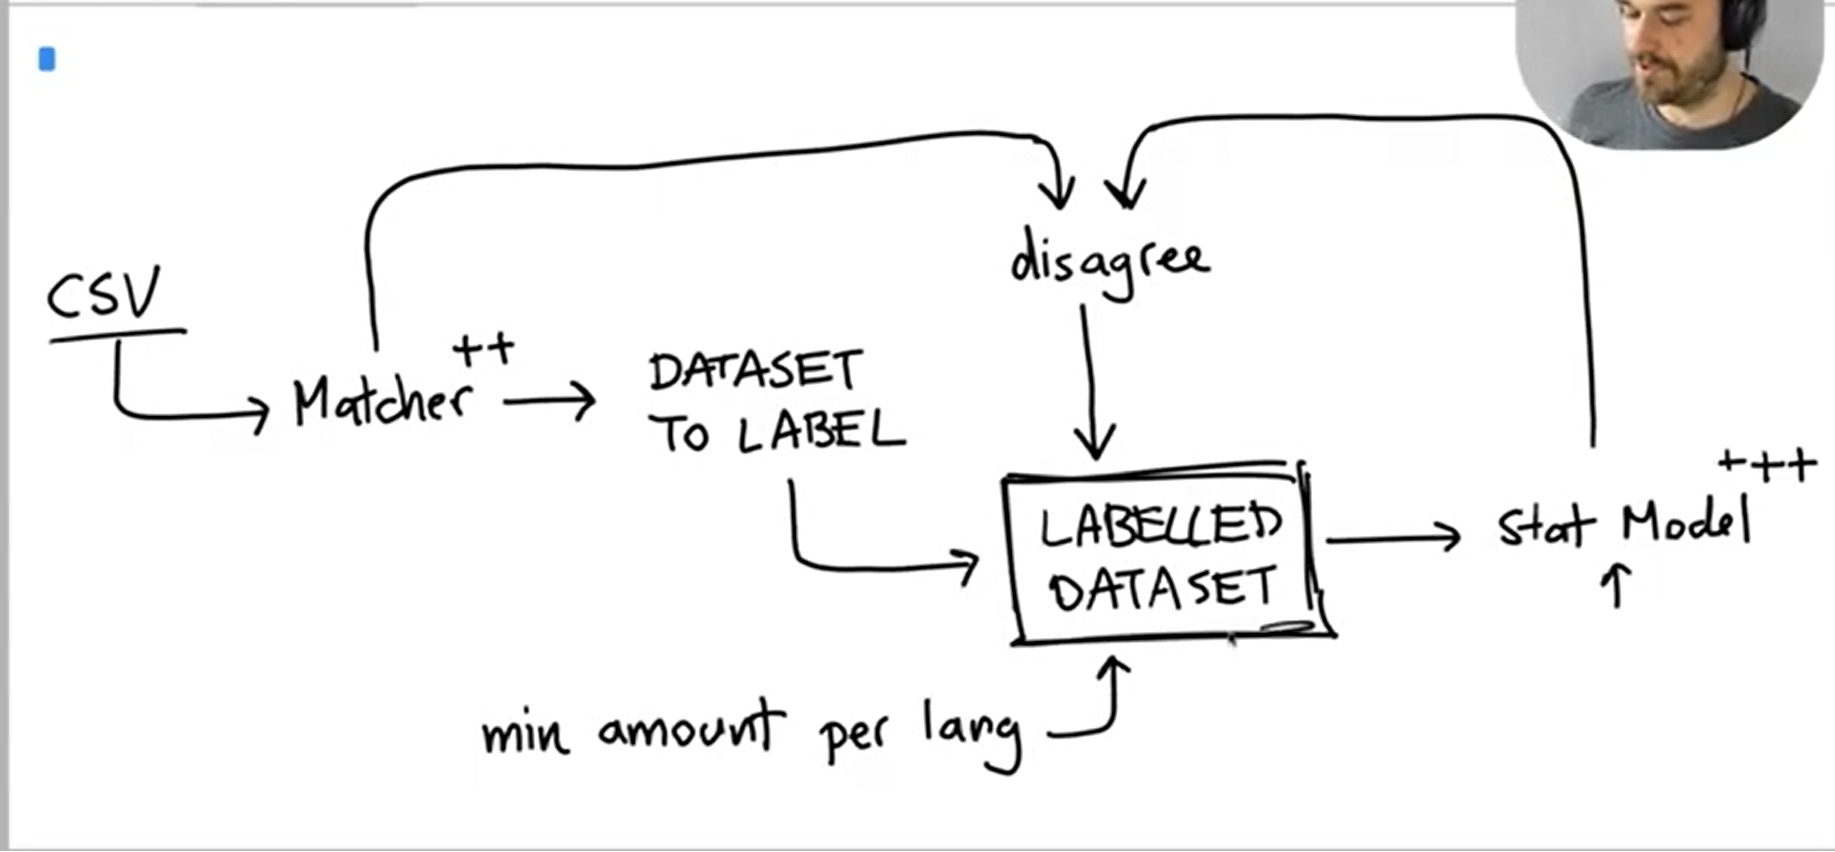 CSV
Matcher ++
DATASET
TO LABEL
disagree
LABELLED
DATASET
Stat Model +++
min amount per lang